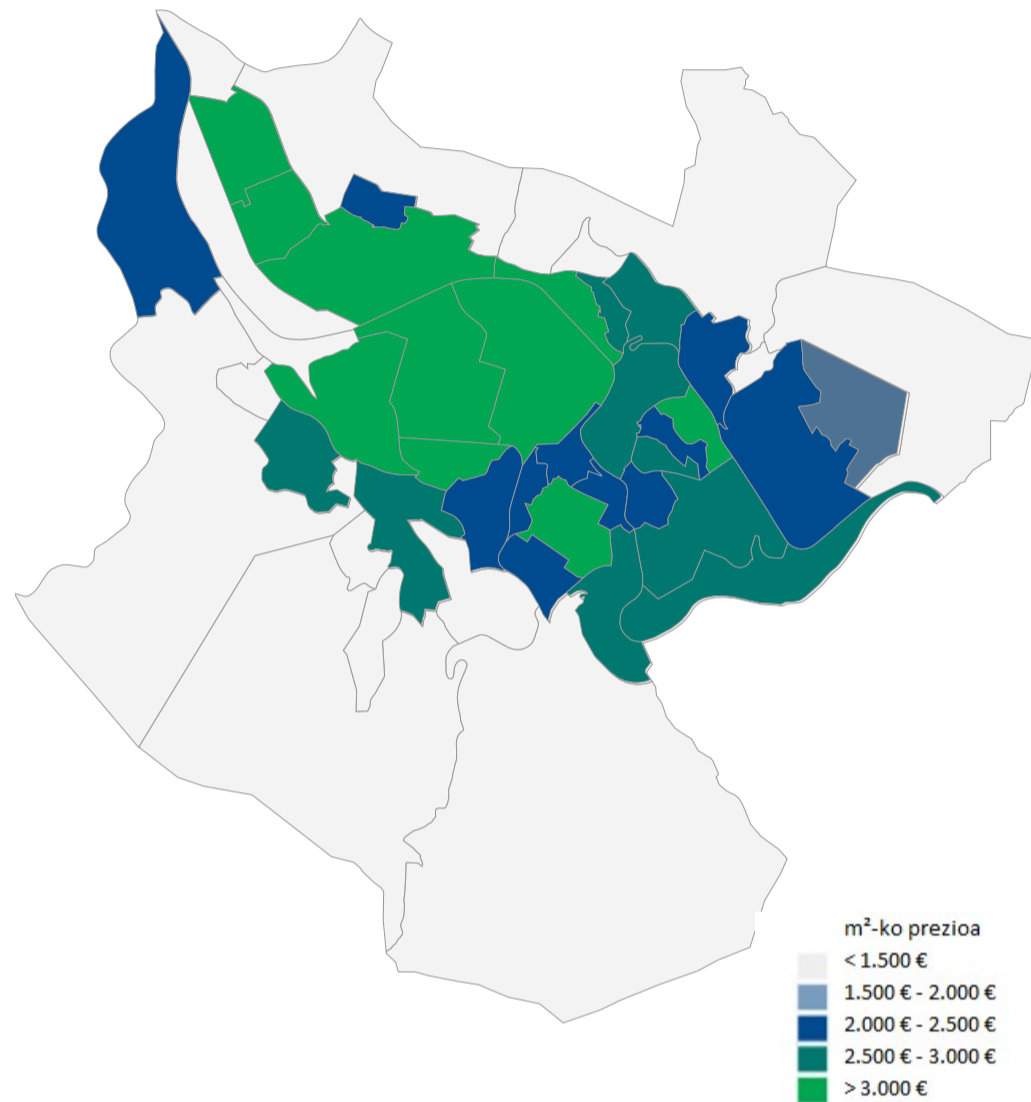 m²-ko prezioa
< 1.500 €
1.500 € - 2.000 €
2.000 € - 2.500 €
2.500 € - 3.000 €
> 3.000 €